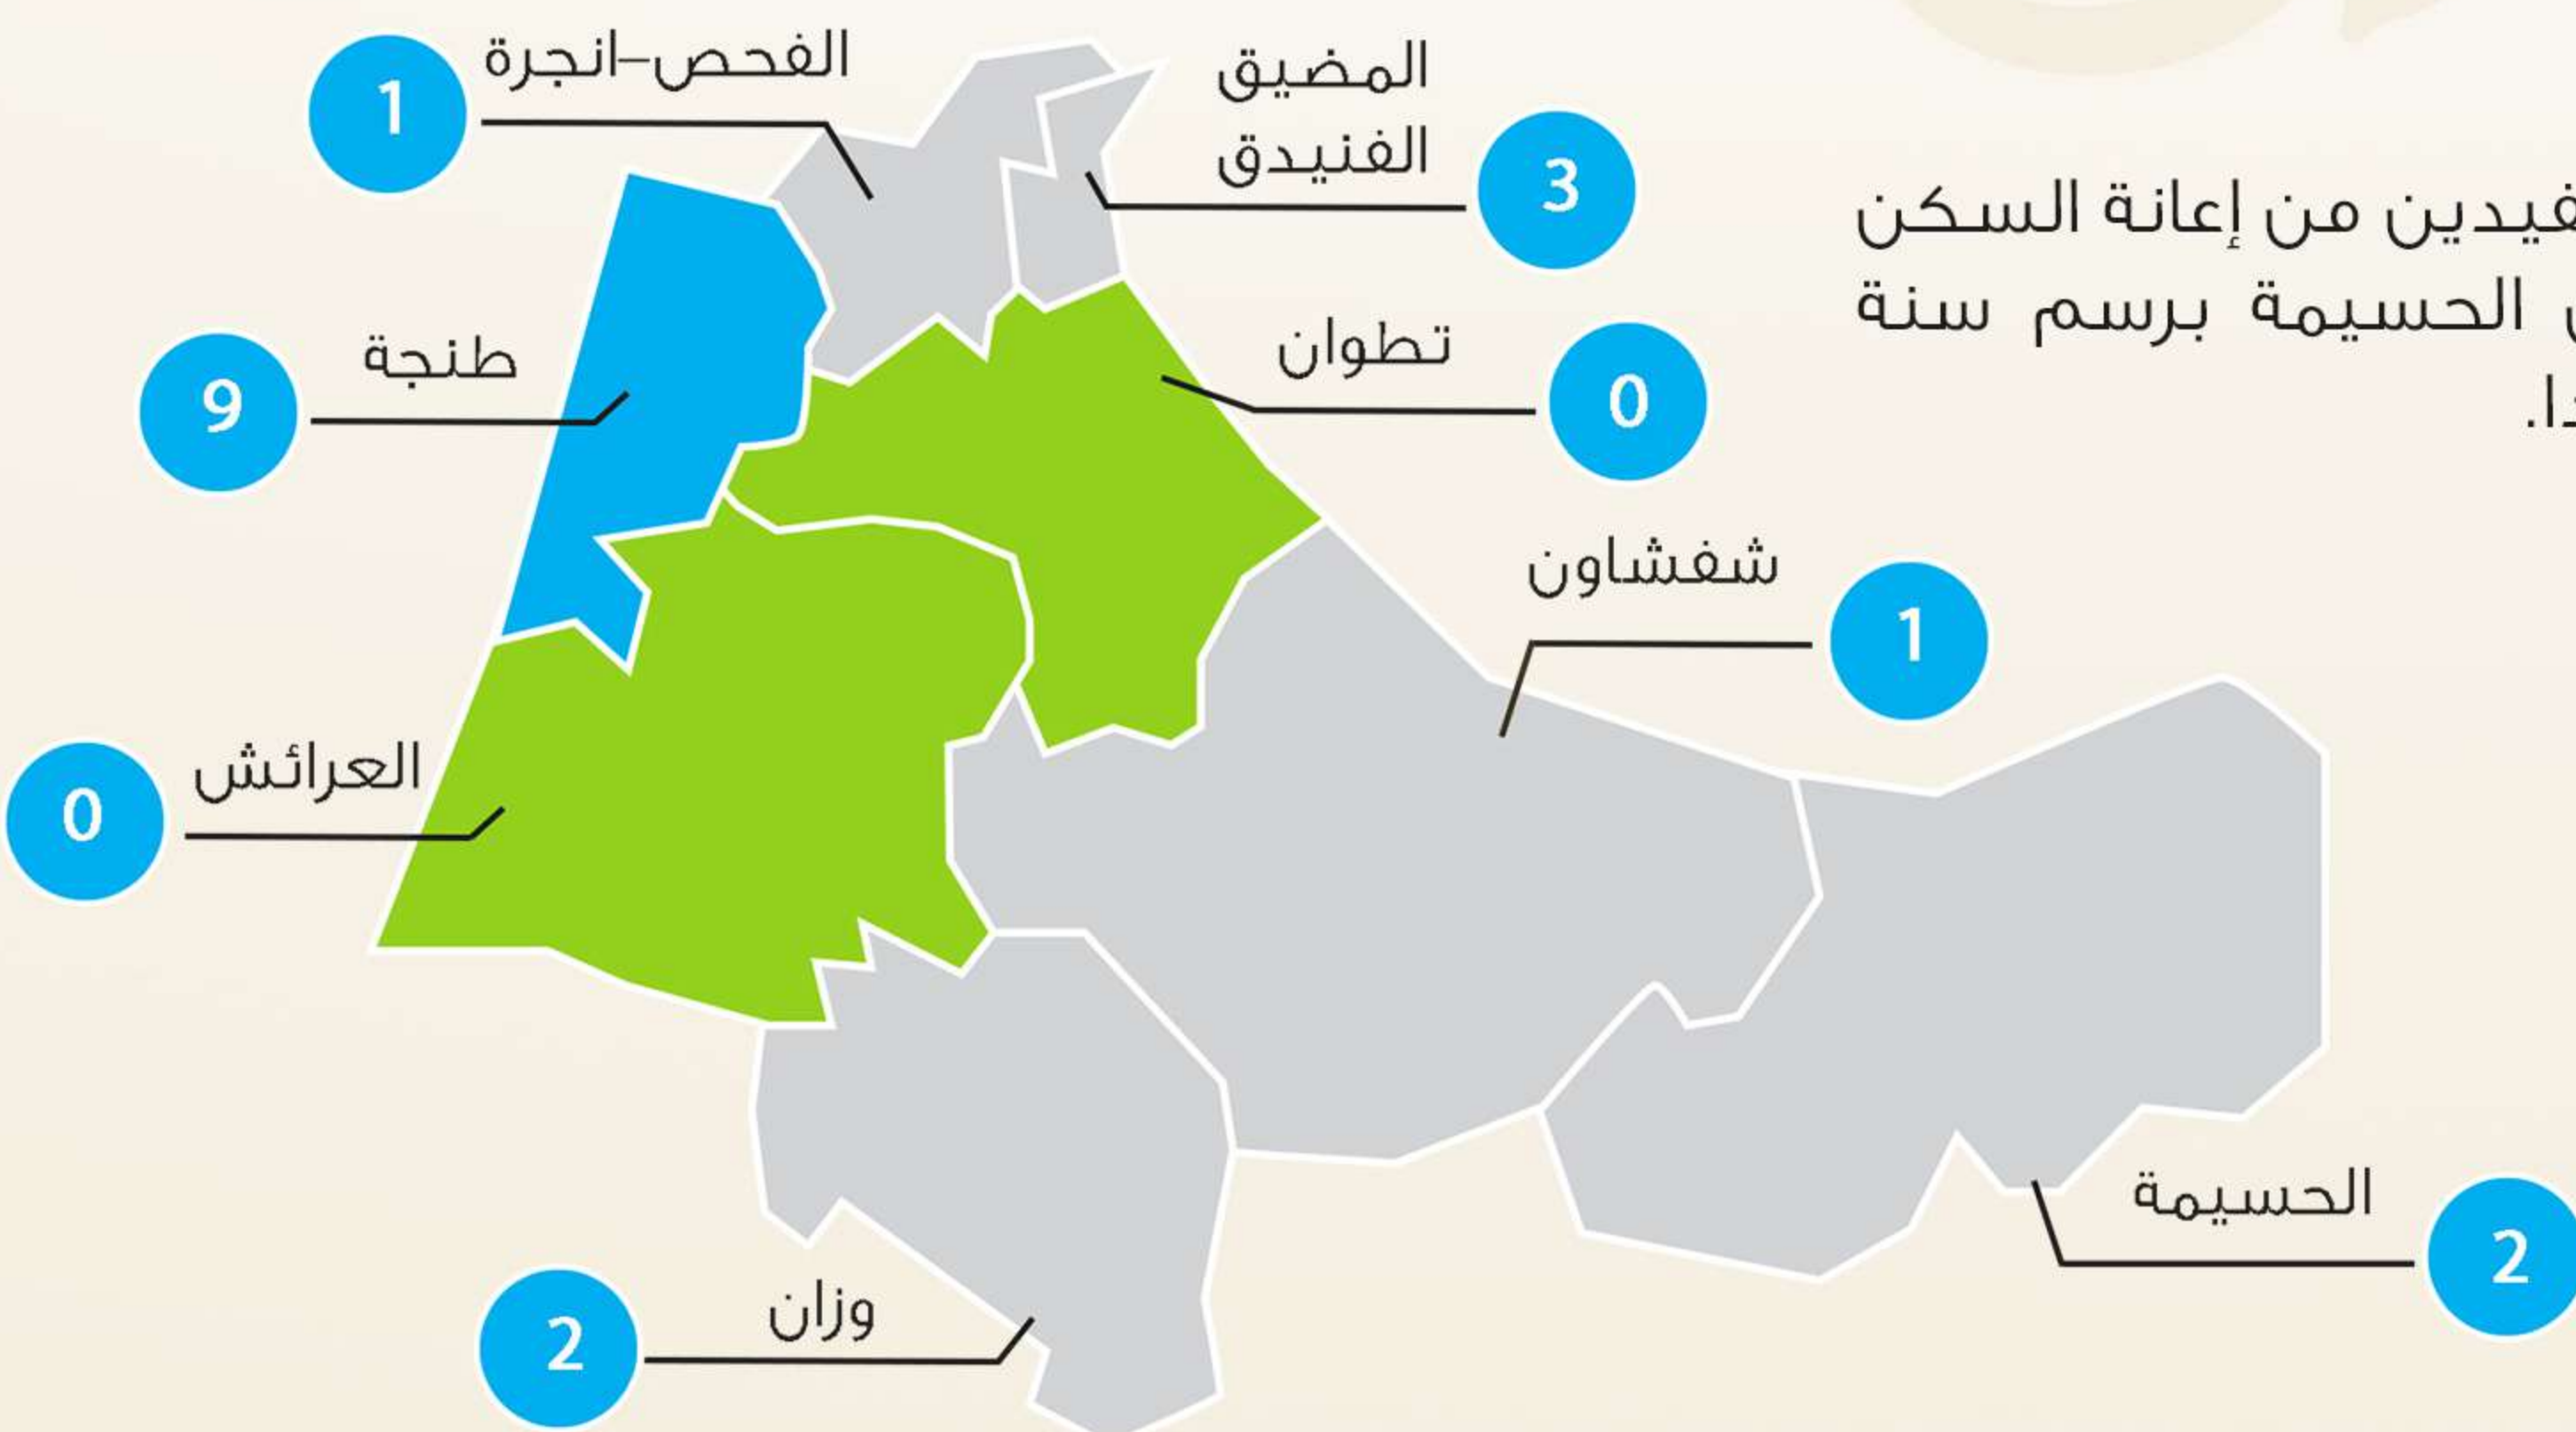 الفحص-انجرة
1
المضيق
الفنيدق
3
من إعانة السكن
الحسيمة برسم سنة
طنجة
9
تطوان
0
شفشاون
1
العرائش
0
الحسيمة
2
وزان
2